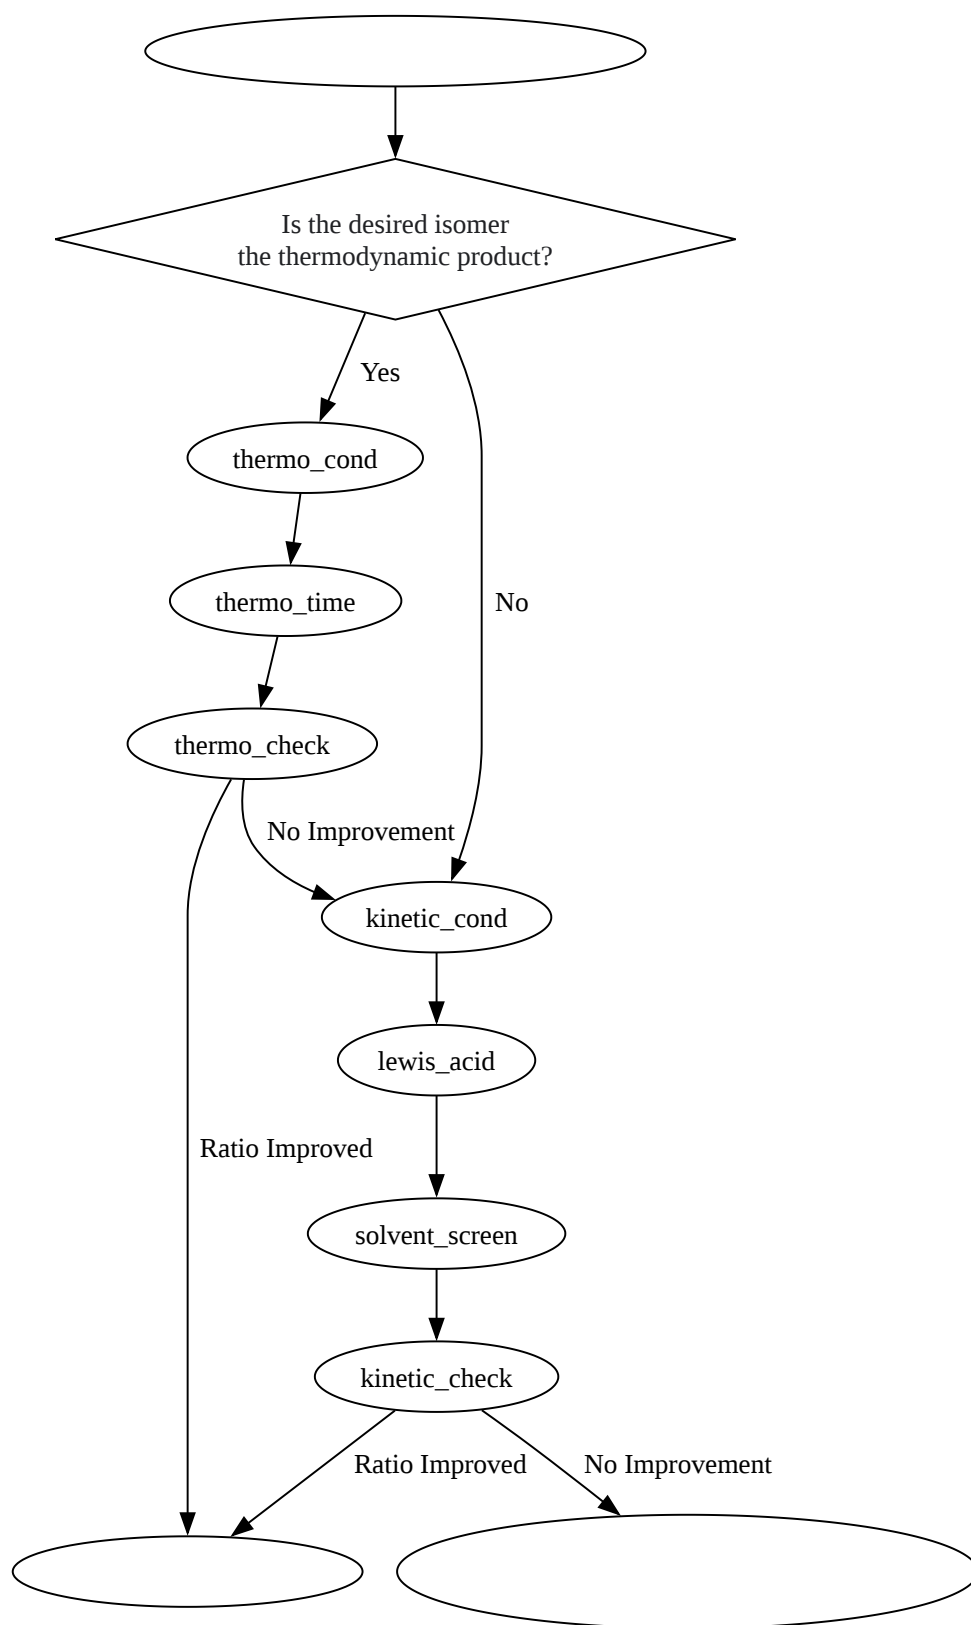 Is the desired isomer
the thermodynamic product?
Yes
thermo_cond
thermo_time
No
thermo_check
No Improvement
kinetic_cond
lewis_acid
Ratio Improved
solvent_screen
kinetic_check
Ratio Improved
No Improvement